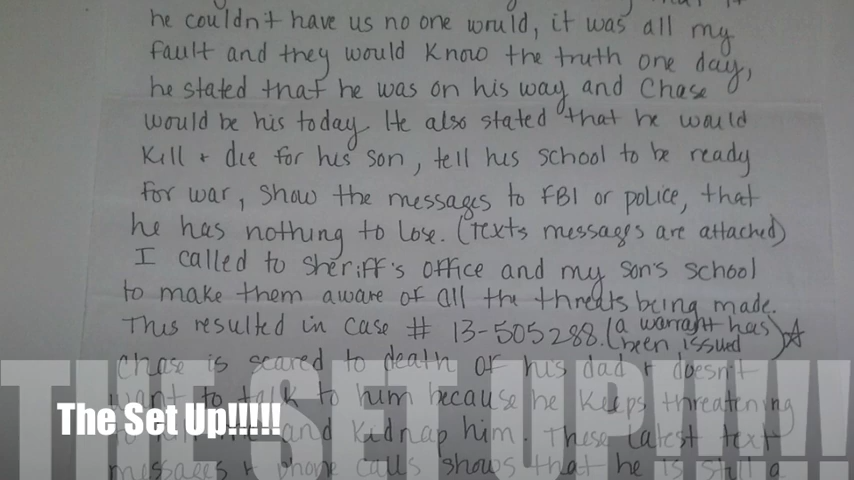 he couldn't have us no one would, it was all my
fault and they would know the truth one day,
he stated that he was on his way and Chase
would be his today. He also stated that he would
kill + die for his son, tell his school to be ready
for war, show the messages to FBI or police, that
he has nothing to lose. (texts messages are attached)
I called to sheriff's office and my son's school
to make them aware of all the threats being made.
This resulted in case # 13-505288. (a warrant has
been issued)
Chase is scared to death of his dad + doesn't
want to talk to him because he keeps threatening
and kidnap him. These latest text
messages + phone calls shows that he is still a
THE SET UP!!!!!
The Set Up!!!!!